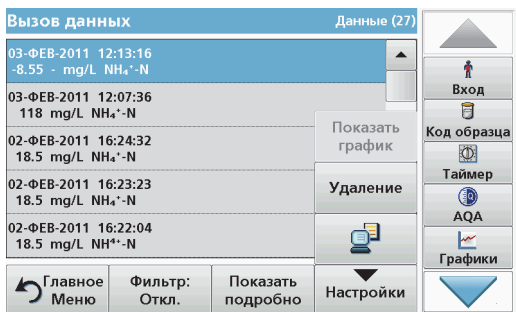 Вызов данных
Данные (27)
03-ФЕВ-2011 12:13:16
-8.55 - mg/L NH₄⁺-N
03-ФЕВ-2011 12:07:36
118 mg/L NH₄⁺-N
02-ФЕВ-2011 16:24:32
18.5 mg/L NH₄⁺-N
02-ФЕВ-2011 16:23:23
18.5 mg/L NH₄⁺-N
02-ФЕВ-2011 16:22:04
18.5 mg/L NH⁴⁺-N
Показать
график
Удаление
Главное
Меню
Фильтр:
Откл.
Показать
подробно
Настройки
Вход
Код образца
Таймер
AQA
Графики